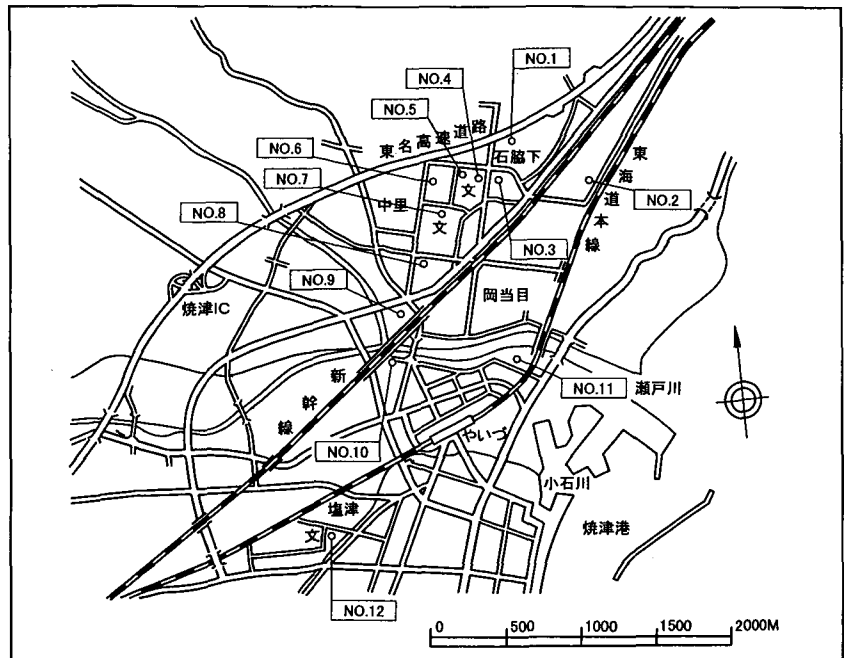 NO.1
NO.4
NO.5
NO.6
NO.7
NO.8
NO.9
NO.2
NO.3
NO.11
NO.10
NO.12
東名高速道路
石脇下
文
中里
文
東海道本線
岡当目
焼津IC
新幹線
瀬戸川
やいづ
小石川
塩津
文
焼津港
0 500 1000 1500 2000M